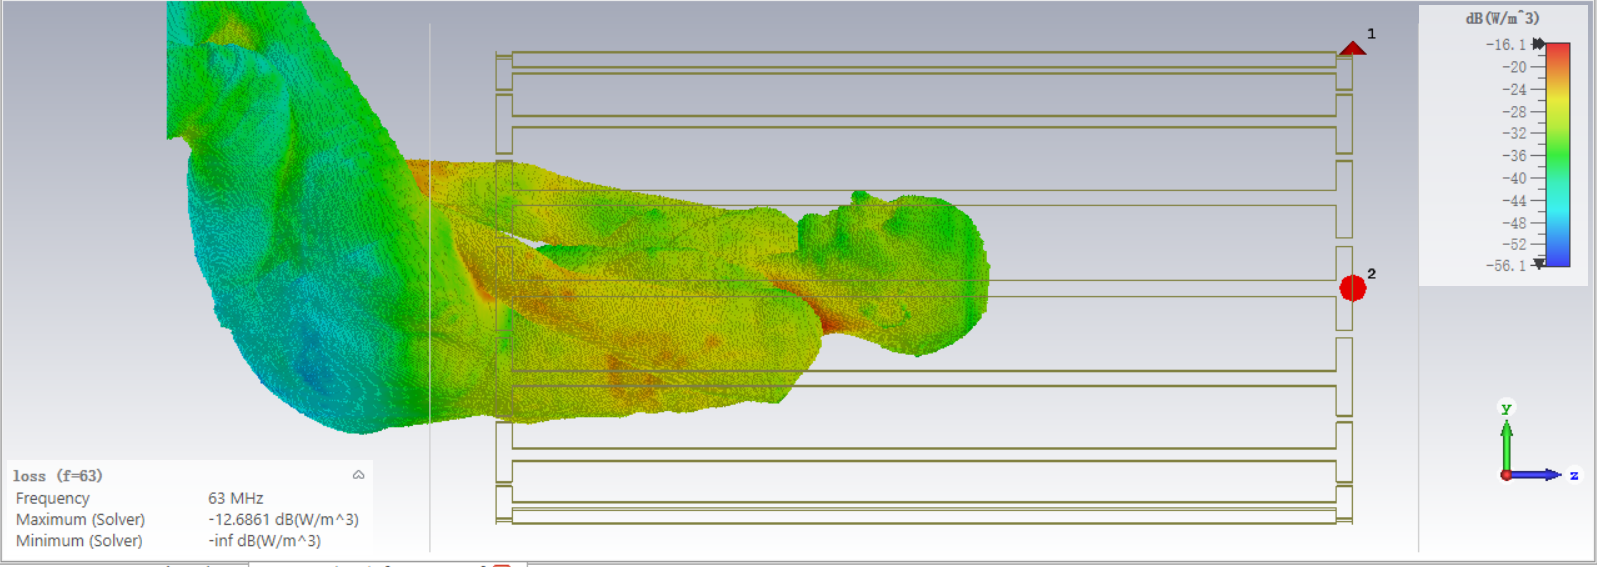 1
dB(W/m^3)
-16.1
-20
-24
-28
-32
-36
-40
-44
-48
-52
-56.1
2
y
z
loss (f=63)
Frequency 63 MHz
Maximum (Solver) -12.6861 dB(W/m^3)
Minimum (Solver) -inf dB(W/m^3)